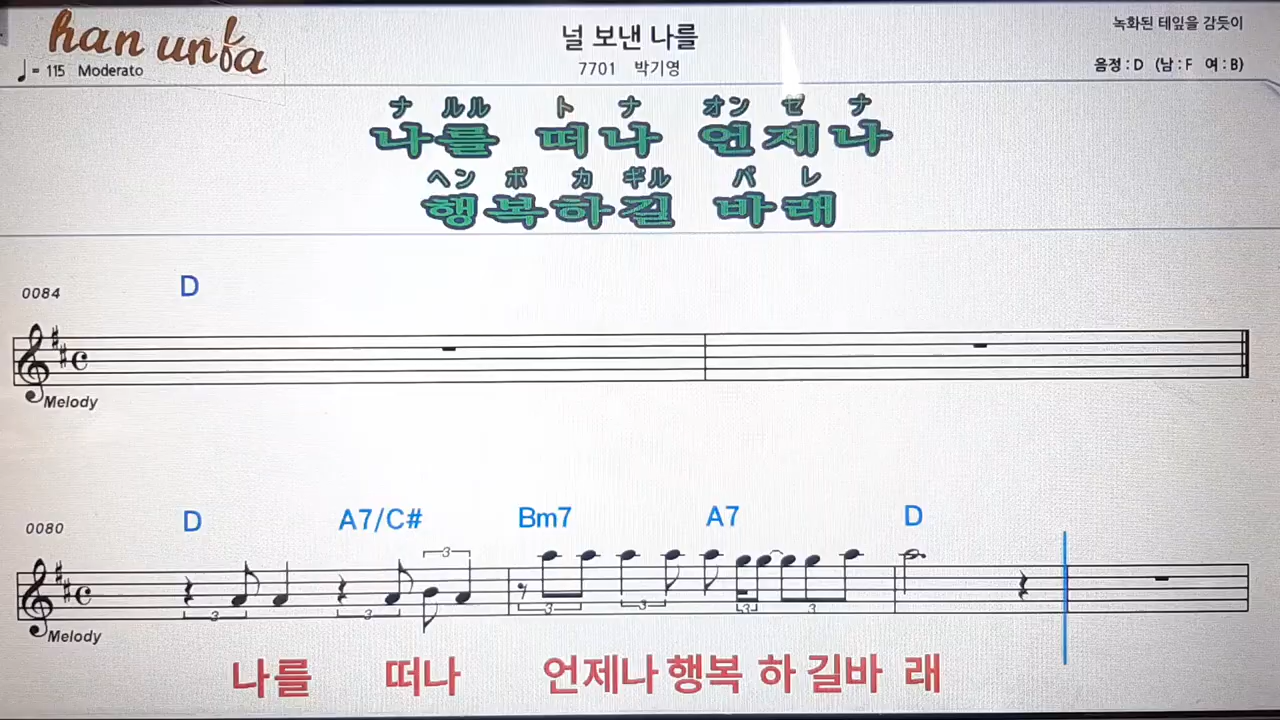 han unfa
널 보낸 나를
녹화된 테잎을 감듯이
♩= 115 Moderato
7701 박기영
음정 : D (남 : F 여 : B)
ナ ルル ト ナ オン ゼ ナ
나를 떠나 언제나
ヘン ボ カ ギル パ レ
행복하길 바래
0084 D
Melody
0080 D A7/C# Bm7 A7 D
3 3 3 3 3 3 3
Melody
나를 떠나 언제나 행복 하 길바 래